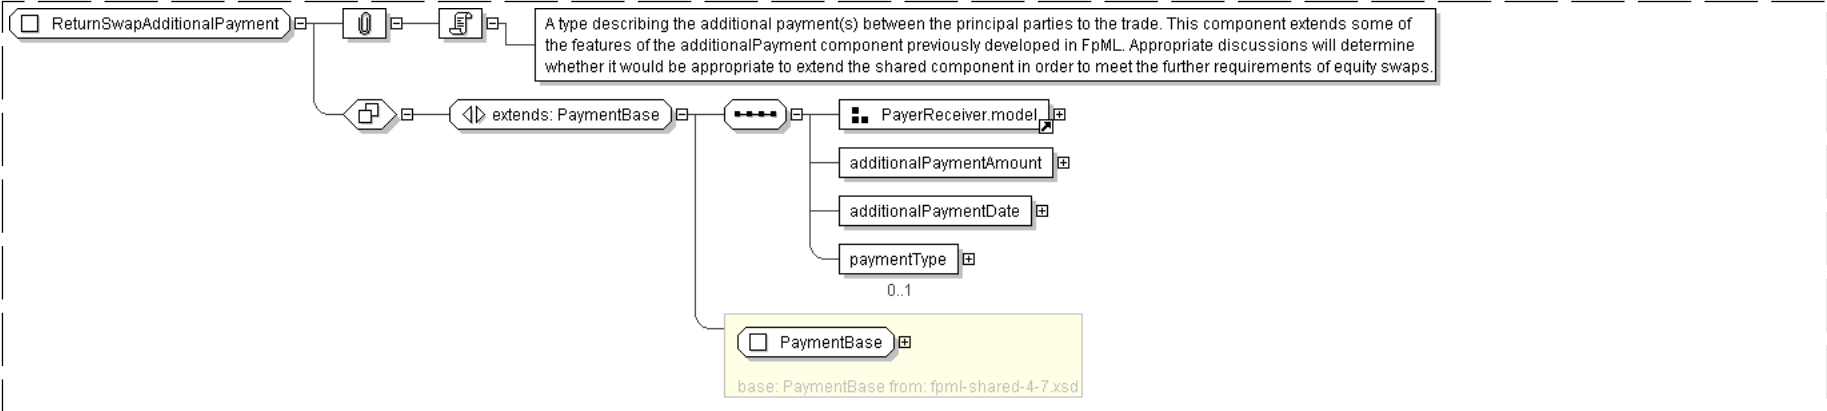 ReturnSwapAdditionalPayment
A type describing the additional payment(s) between the principal parties to the trade. This component extends some of
the features of the additionalPayment component previously developed in FpML. Appropriate discussions will determine
whether it would be appropriate to extend the shared component in order to meet the further requirements of equity swaps.
extends: PaymentBase
PayerReceiver.model
additionalPaymentAmount
additionalPaymentDate
paymentType
0..1
PaymentBase
base: PaymentBase from: fpml-shared-4-7.xsd